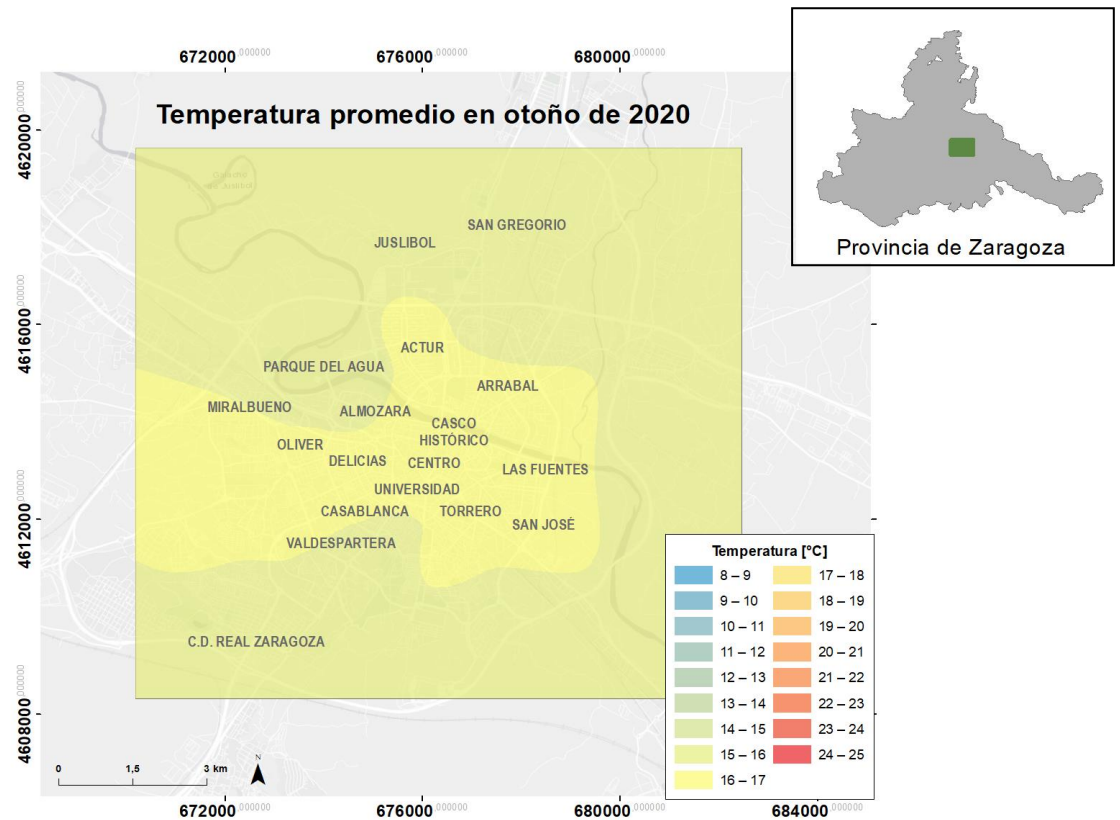 672000,000000 676000,000000 680000,000000
Temperatura promedio en otoño de 2020
Provincia de Zaragoza
4620000,000000
4616000,000000
4612000,000000
4608000,000000
SAN GREGORIO
JUSLIBOL
ACTUR
PARQUE DEL AGUA
ARRABAL
MIRALBUENO
ALMOZARA
CASCO
HISTÓRICO
OLIVER
DELICIAS
CENTRO
LAS FUENTES
UNIVERSIDAD
CASABLANCA
TORRERO
SAN JOSÉ
VALDESPARTERA
C.D. REAL ZARAGOZA
Temperatura [°C]
8 – 9
9 – 10
10 – 11
11 – 12
12 – 13
13 – 14
14 – 15
15 – 16
16 – 17
17 – 18
18 – 19
19 – 20
20 – 21
21 – 22
22 – 23
23 – 24
24 – 25
0 1,5 3 km
N
672000,000000 676000,000000 680000,000000 684000,000000